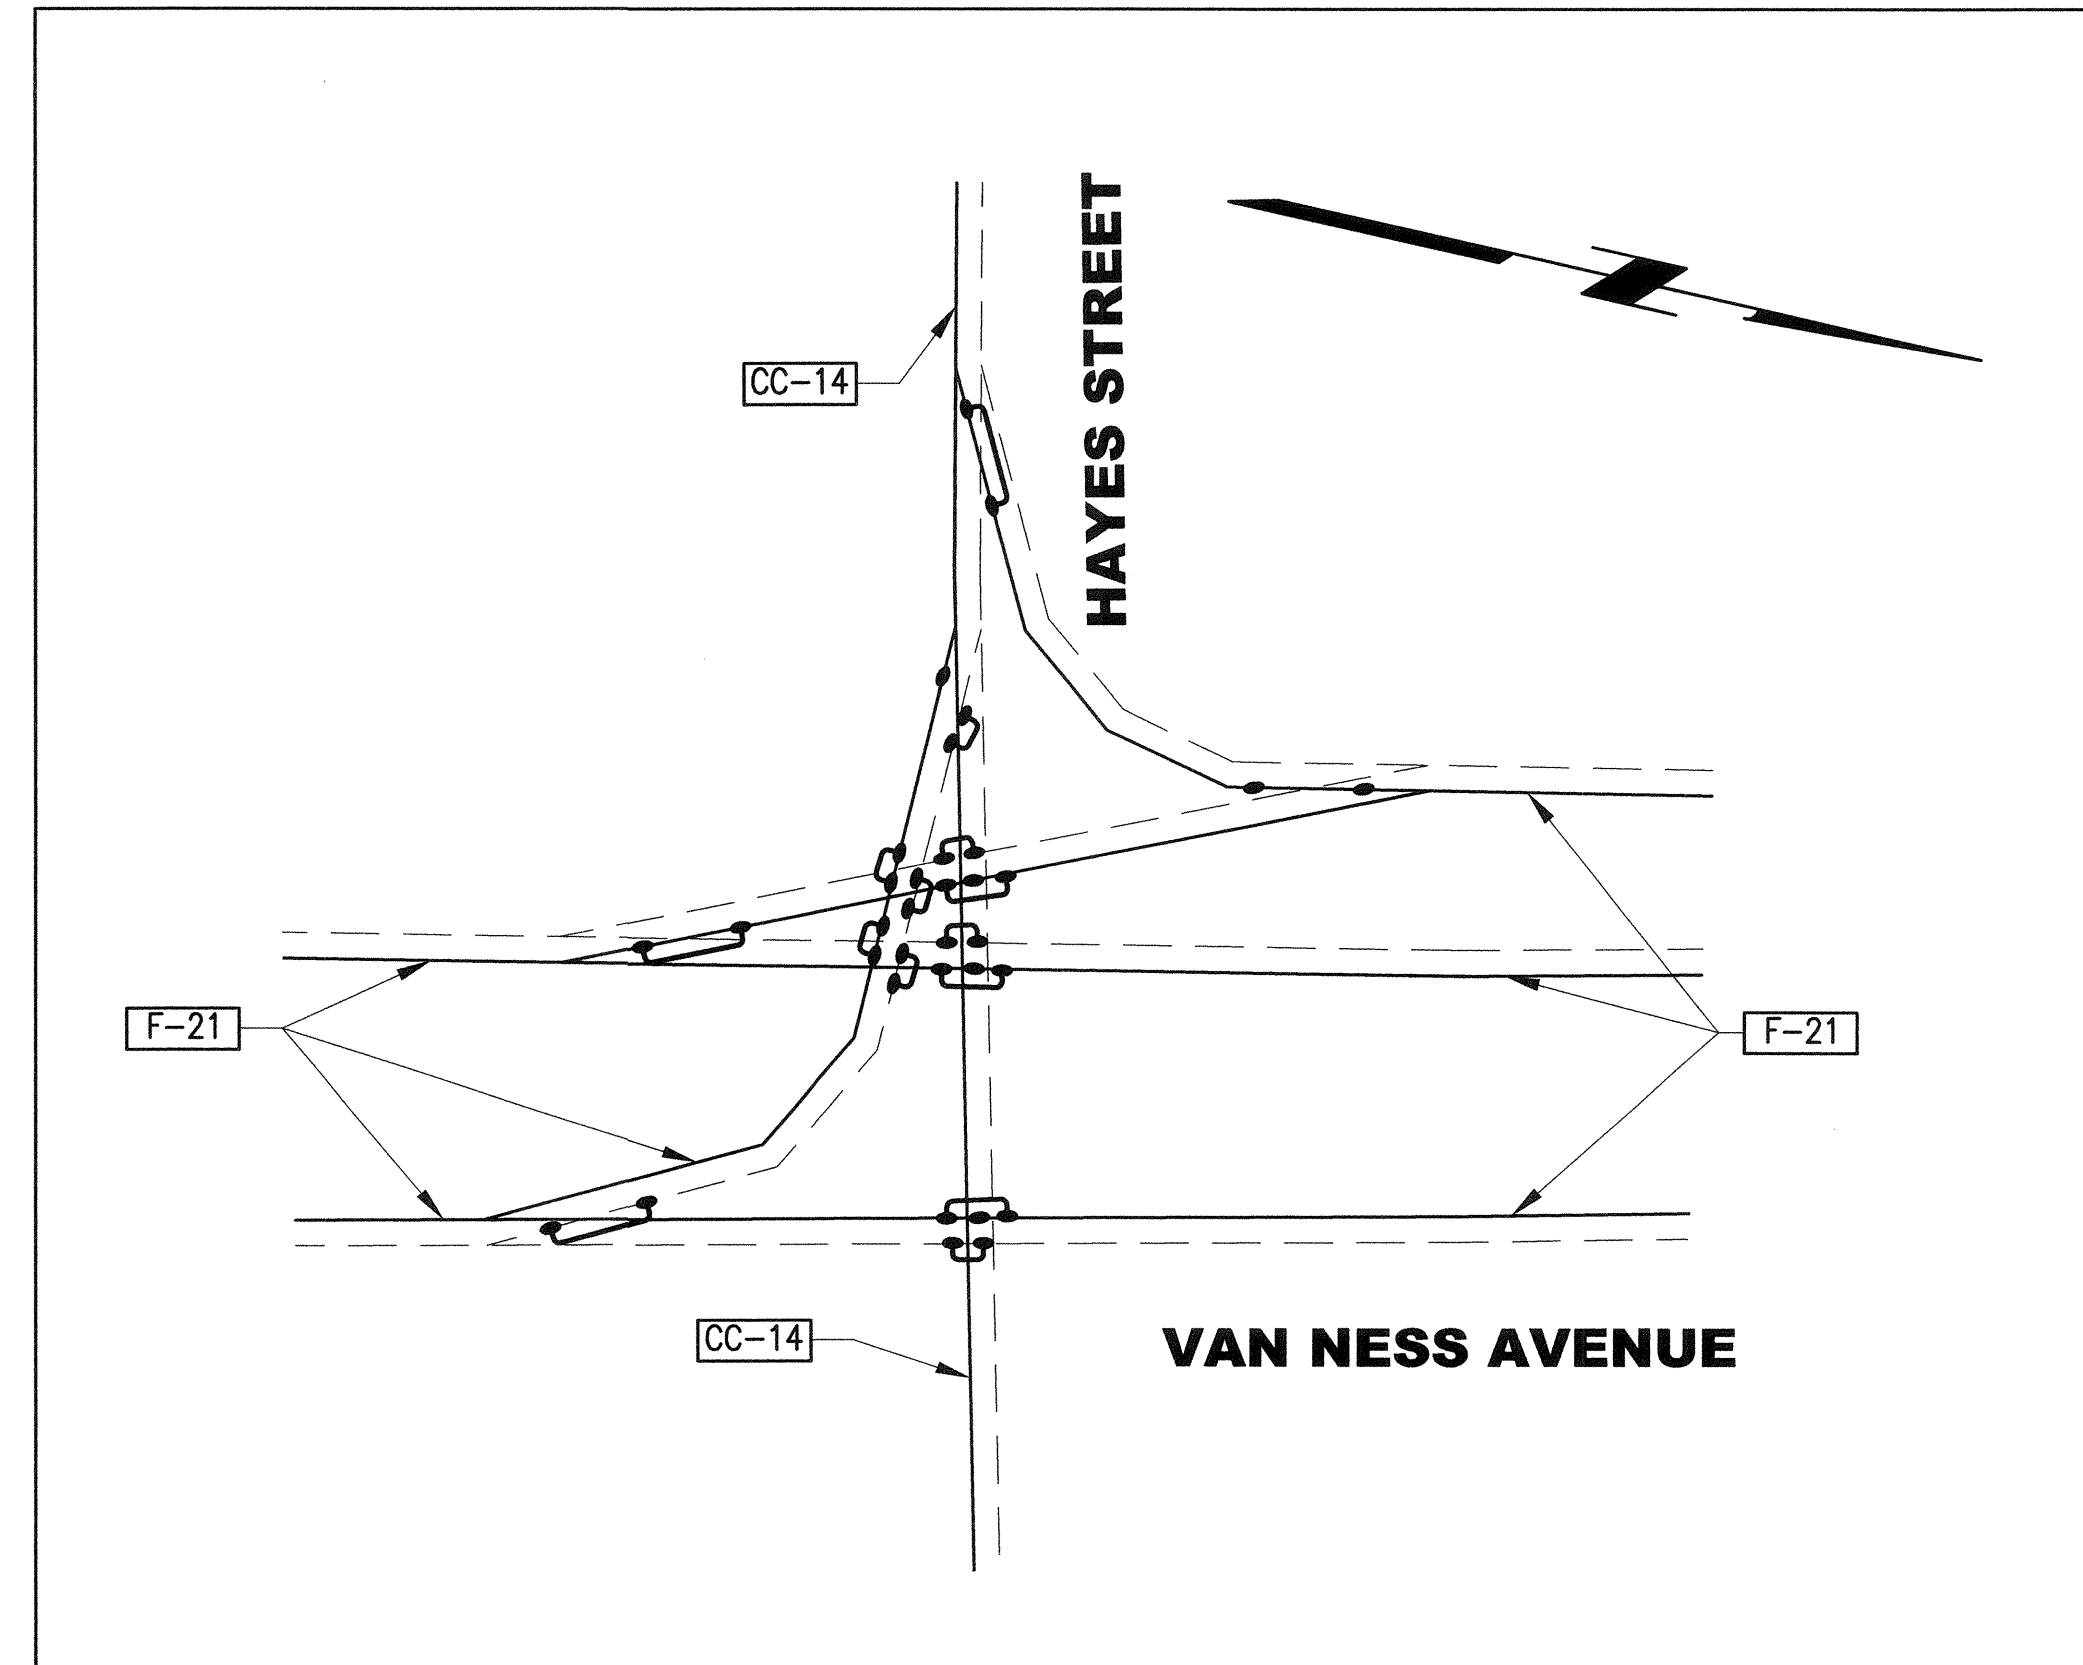 HAYES STREET
CC-14
F-21
F-21
CC-14
VAN NESS AVENUE